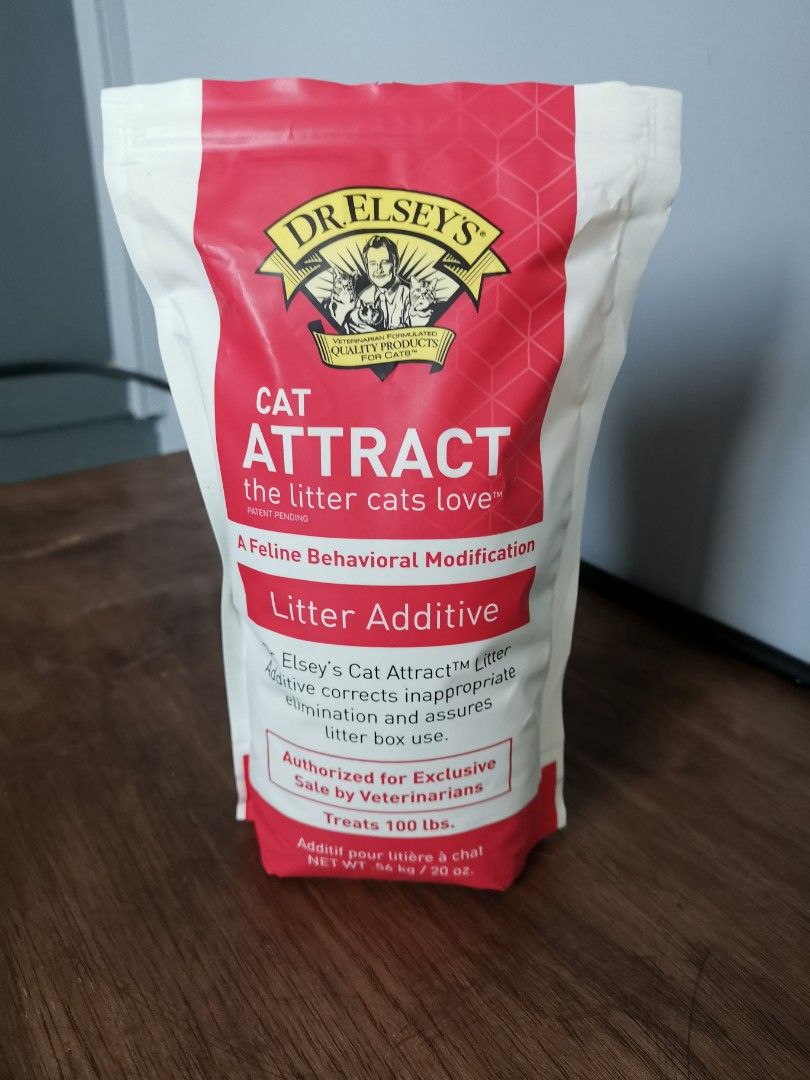 DR. ELSEY'S®
VETERINARIAN FORMULATED
QUALITY PRODUCTS
FOR CATS™
CAT
ATTRACT
the litter cats love™
PATENT PENDING
A Feline Behavioral Modification
Litter Additive
Elsey's Cat Attract™ Litter
Additive corrects inappropriate
elimination and assures
litter box use.
Authorized for Exclusive
Sale by Veterinarians
Treats 100 lbs.
Additif pour litière à chat
NET WT .56 kg / 20 oz.